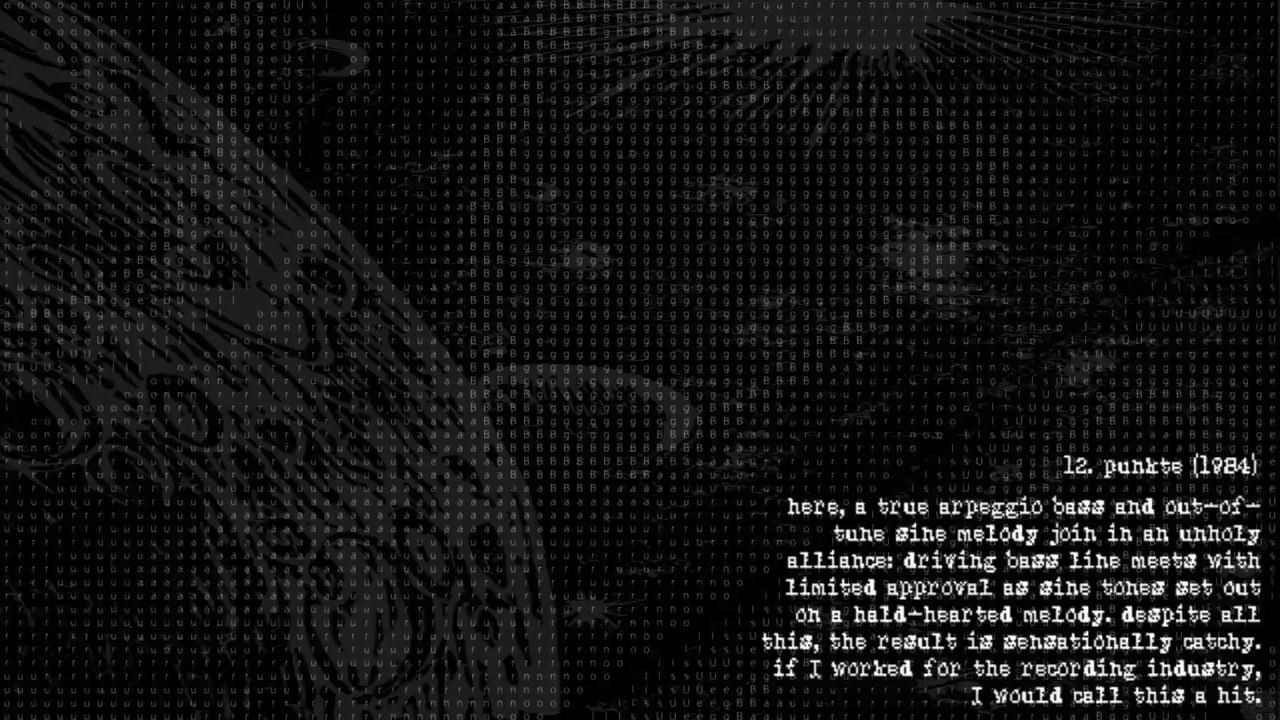 12. punkte (1984)
here, a true arpeggio bass and out-of-
tune sine melody join in an unholy
alliance: driving bass line meets with
limited approval as sine tones set out
on a hald-hearted melody. despite all
this, the result is sensationally catchy.
if I worked for the recording industry,
I would call this a hit.